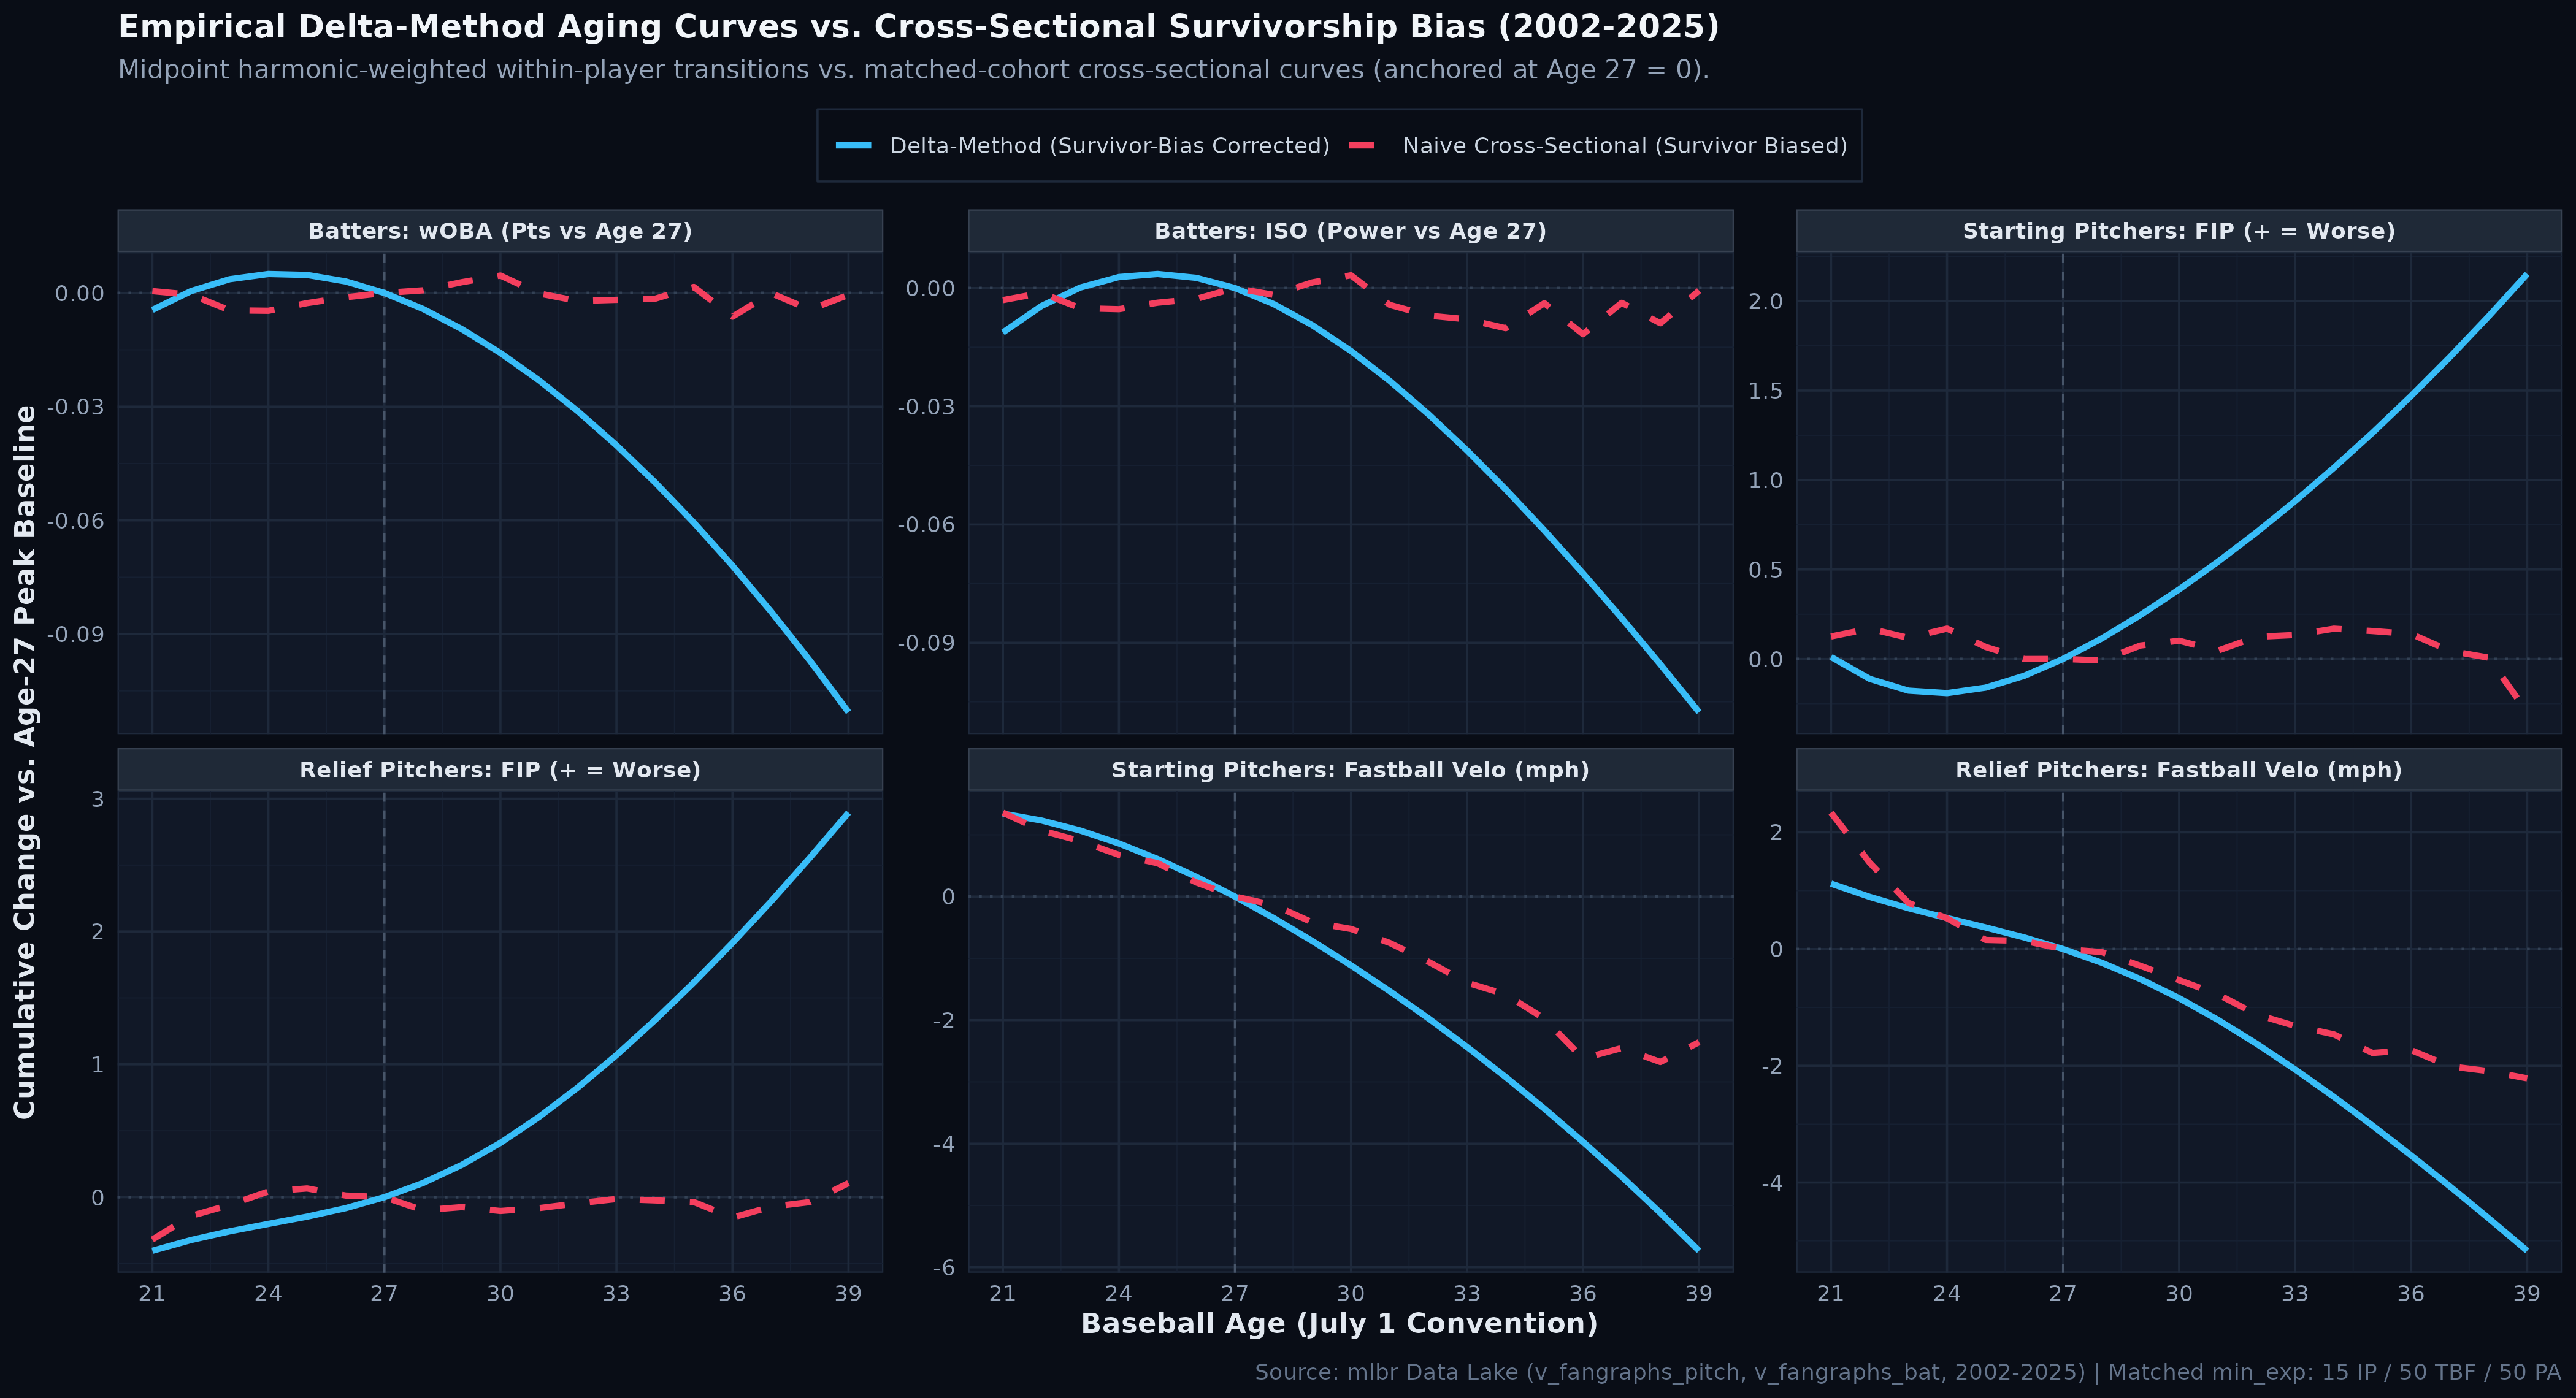 Empirical Delta-Method Aging Curves vs. Cross-Sectional Survivorship Bias (2002-2025)
Midpoint harmonic-weighted within-player transitions vs. matched-cohort cross-sectional curves (anchored at Age 27 = 0).
Delta-Method (Survivor-Bias Corrected)
Naive Cross-Sectional (Survivor Biased)
Cumulative Change vs. Age-27 Peak Baseline
Batters: wOBA (Pts vs Age 27)
0.00
-0.03
-0.06
-0.09
Batters: ISO (Power vs Age 27)
0.00
-0.03
-0.06
-0.09
Starting Pitchers: FIP (+ = Worse)
2.0
1.5
1.0
0.5
0.0
Relief Pitchers: FIP (+ = Worse)
3
2
1
0
21 24 27 30 33 36 39
Starting Pitchers: Fastball Velo (mph)
0
-2
-4
-6
21 24 27 30 33 36 39
Relief Pitchers: Fastball Velo (mph)
2
0
-2
-4
21 24 27 30 33 36 39
Baseball Age (July 1 Convention)
Source: mlbr Data Lake (v_fangraphs_pitch, v_fangraphs_bat, 2002-2025) | Matched min_exp: 15 IP / 50 TBF / 50 PA